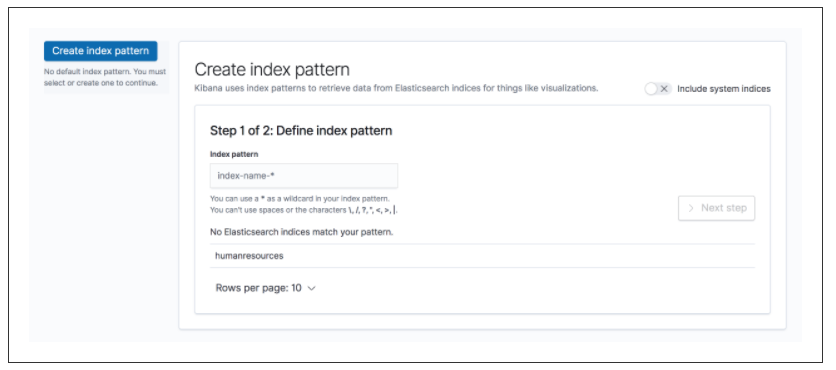 Create index pattern
No default index pattern. You must
select or create one to continue.
Create index pattern
Kibana uses index patterns to retrieve data from Elasticsearch indices for things like visualizations.
Include system indices
Step 1 of 2: Define index pattern
Index pattern
index-name-*
You can use a * as a wildcard in your index pattern.
You can't use spaces or the characters \, /, ?, ", <, >, |.
Next step
No Elasticsearch indices match your pattern.
humanresources
Rows per page: 10